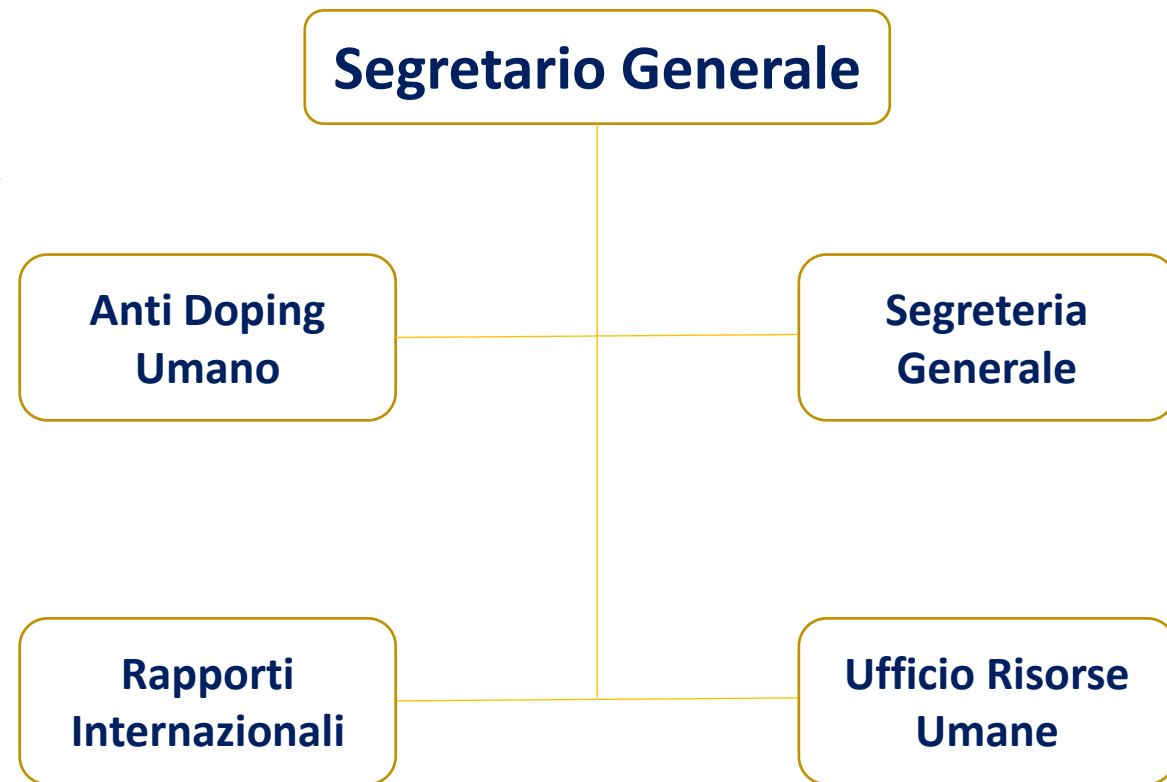 Segretario Generale
Anti Doping
Umano
Segreteria
Generale
Rapporti
Internazionali
Ufficio Risorse
Umane